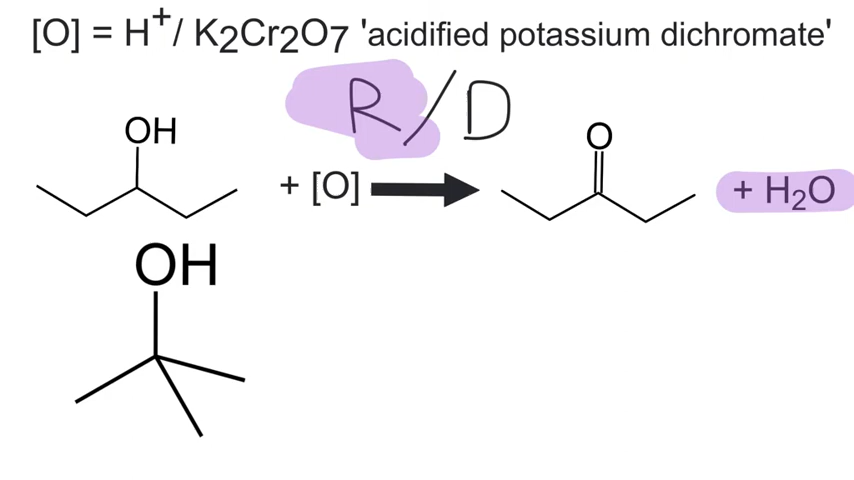 [O] = H⁺/ K₂Cr₂O₇ 'acidified potassium dichromate'
R/D
OH
O
+ [O]
+ H₂O
OH